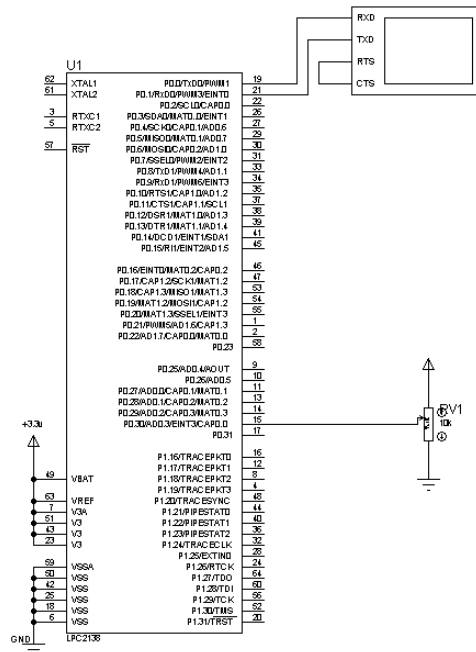 RXD
TXD
RTS
CTS
U1
62 XTAL1
61 XTAL2
3 RTXC1
5 RTXC2
57 RST
P0.0/TxD0/PWM1 19
P0.1/RxD0/PWM3/EINT0 21
P0.2/SCL0/CAP0.0 22
P0.3/SDA0/MAT0.0/EINT1 26
P0.4/SCK0/CAP0.1/AD0.6 27
P0.5/MISO0/MAT0.1/AD0.7 29
P0.6/MOSI0/CAP0.2/AD1.0 30
P0.7/SSEL0/PWM2/EINT2 31
P0.8/TxD1/PWM4/AD1.1 33
P0.9/RxD1/PWM6/EINT3 34
P0.10/RTS1/CAP1.0/AD1.2 35
P0.11/CTS1/CAP1.1/SCL1 37
P0.12/DSR1/MAT1.0/AD1.3 38
P0.13/DTR1/MAT1.1/AD1.4 39
P0.14/DCD1/EINT1/SDA1 41
P0.15/RI1/EINT2/AD1.5 45
P0.16/EINT0/MAT0.2/CAP0.2 46
P0.17/CAP1.2/SCK1/MAT1.2 47
P0.18/CAP1.3/MISO1/MAT1.3 53
P0.19/MAT1.2/MOSI1/CAP1.2 54
P0.20/MAT1.3/SSEL1/EINT3 55
P0.21/PWM5/AD1.6/CAP1.3 1
P0.22/AD1.7/CAP0.0/MAT0.0 2
P0.23 58
P0.25/AD0.4/AOUT 9
P0.26/AD0.5 10
P0.27/AD0.0/CAP0.1/MAT0.1 11
P0.28/AD0.1/CAP0.2/MAT0.2 13
P0.29/AD0.2/CAP0.3/MAT0.3 14
P0.30/AD0.3/EINT3/CAP0.0 15
P0.31 17
RV1
10k
+3.3u
P1.16/TRACEPKT0 16
P1.17/TRACEPKT1 12
P1.18/TRACEPKT2 8
P1.19/TRACEPKT3 4
P1.20/TRACESYNC 48
P1.21/PIPESTAT0 44
P1.22/PIPESTAT1 40
P1.23/PIPESTAT2 36
P1.24/TRACECLK 32
P1.25/EXTIN0 28
P1.26/RTCK 24
P1.27/TDO 64
P1.28/TDI 60
P1.29/TCK 56
P1.30/TMS 52
P1.31/TRST 20
49 VBAT
63 VREF
7 V3A
51 V3
43 V3
23 V3
59 VSSA
50 VSS
42 VSS
25 VSS
18 VSS
6 VSS
GND
LPC2138